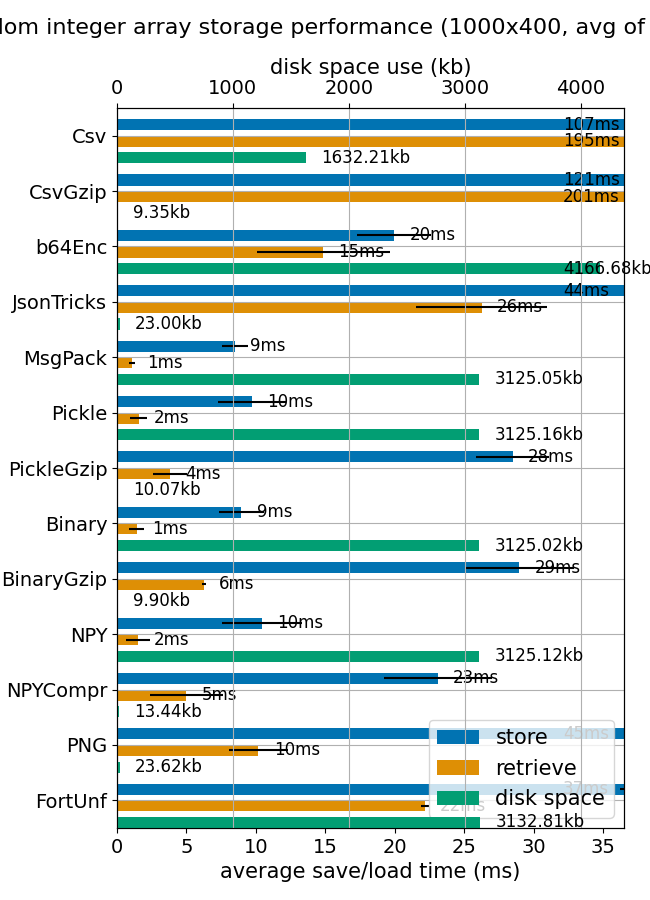 dom integer array storage performance (1000x400, avg of
disk space use (kb)
0 1000 2000 3000 4000
107ms
Csv 195ms
1632.21kb
121ms
CsvGzip 201ms
9.35kb
20ms
b64Enc 15ms
4166.68kb
44ms
JsonTricks 26ms
23.00kb
9ms
MsgPack 1ms
3125.05kb
10ms
Pickle 2ms
3125.16kb
28ms
PickleGzip 4ms
10.07kb
9ms
Binary 1ms
3125.02kb
29ms
BinaryGzip 6ms
9.90kb
10ms
NPY 2ms
3125.12kb
23ms
NPYCompr 5ms
13.44kb
45ms
PNG 10ms
23.62kb
37ms
FortUnf 22ms
3132.81kb
store
retrieve
disk space
0 5 10 15 20 25 30 35
average save/load time (ms)